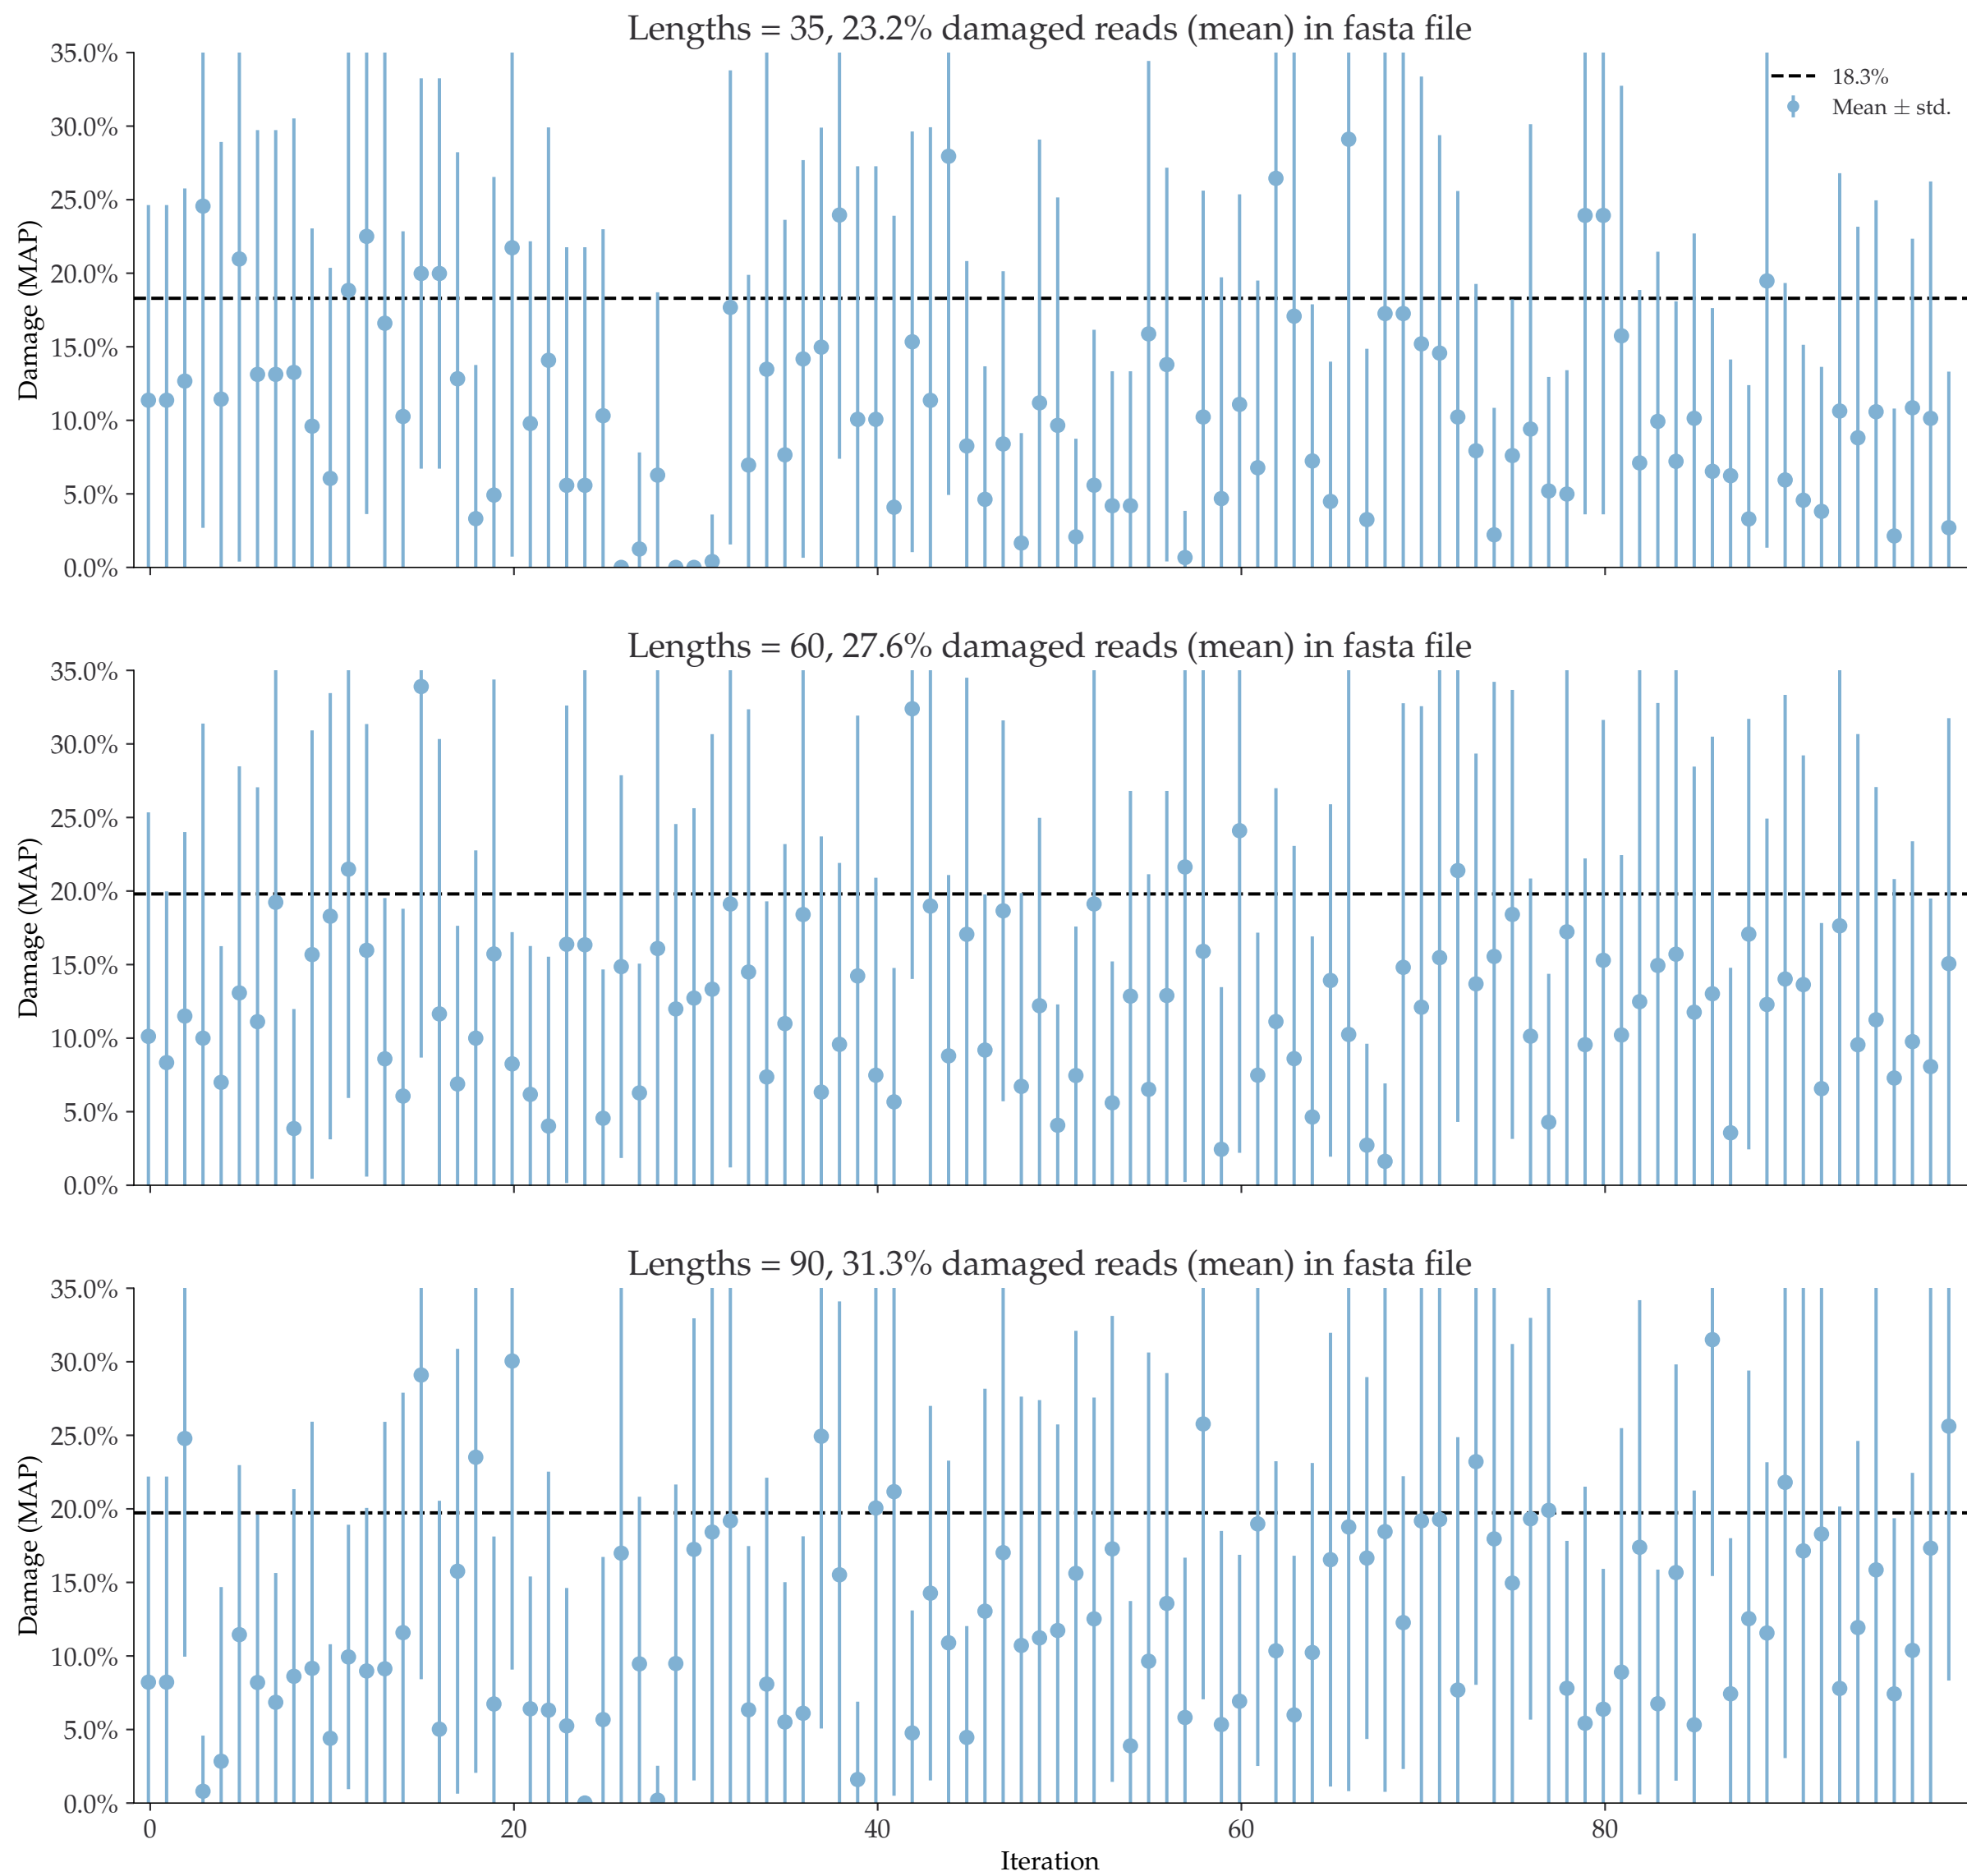 Lengths = 35, 23.2% damaged reads (mean) in fasta file
35.0%
30.0%
25.0%
20.0%
15.0%
10.0%
5.0%
0.0%
Damage (MAP)
18.3%
Mean ± std.
Lengths = 60, 27.6% damaged reads (mean) in fasta file
35.0%
30.0%
25.0%
20.0%
15.0%
10.0%
5.0%
0.0%
Damage (MAP)
Lengths = 90, 31.3% damaged reads (mean) in fasta file
35.0%
30.0%
25.0%
20.0%
15.0%
10.0%
5.0%
0.0%
Damage (MAP)
0 20 40 60 80
Iteration